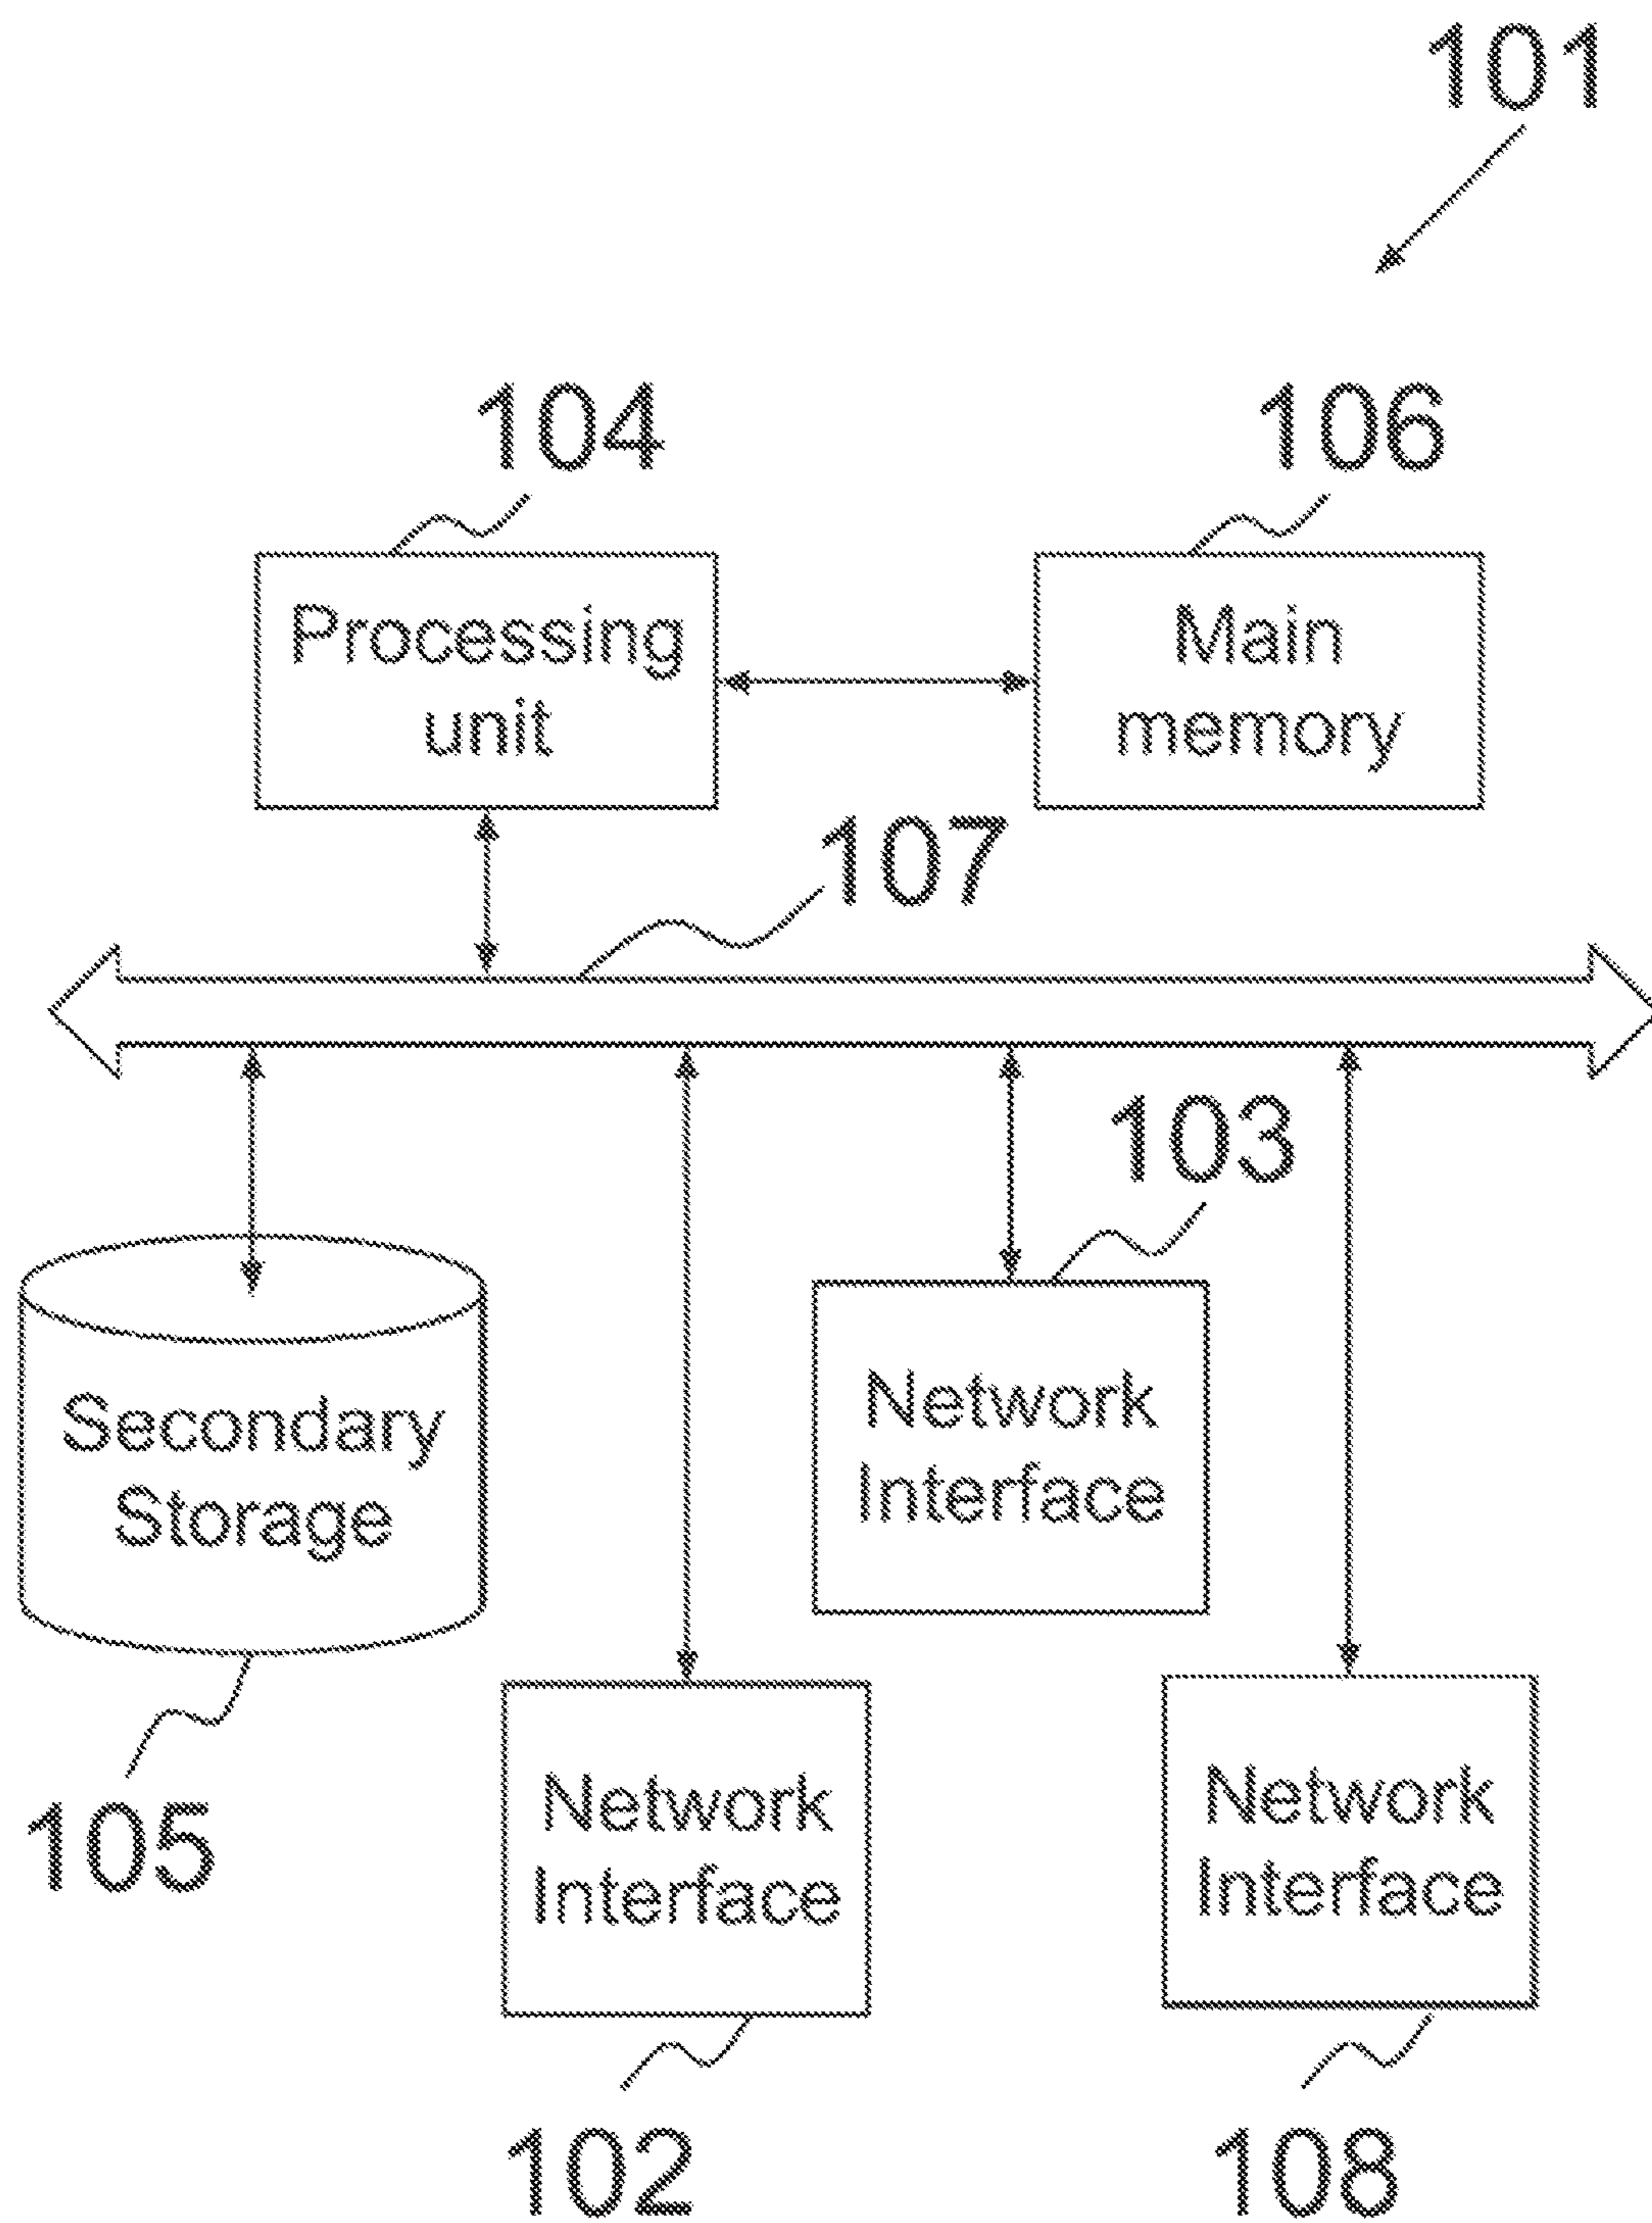 101
104
106
Processing
unit
Main
memory
107
103
Network
Interface
Secondary
Storage
Network
Interface
Network
Interface
105
102
108